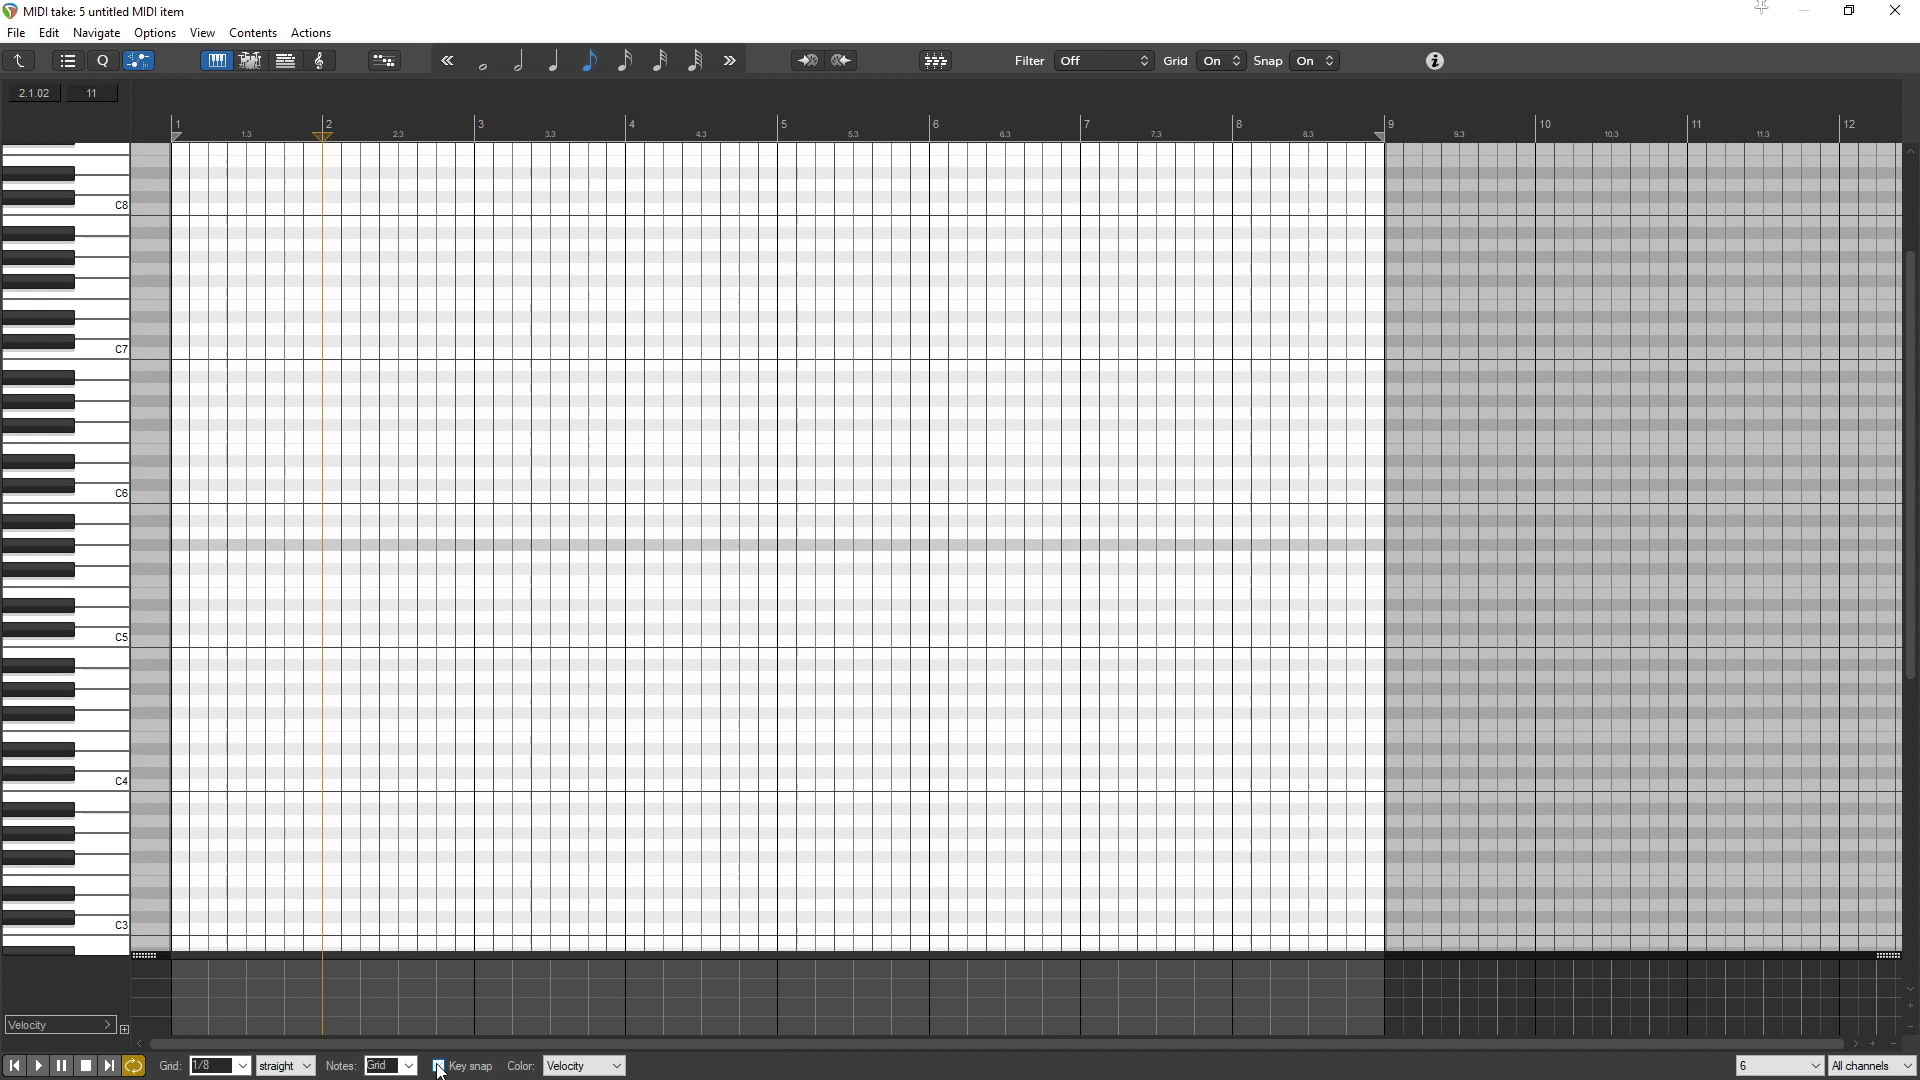 MIDI take: 5 untitled MIDI item
File Edit Navigate Options View Contents Actions
Q Filter Off Grid On Snap On
2.1.02 11
1 2 3 4 5 6 7 8 9 10 11 12
1.3 2.3 3.3 4.3 5.3 6.3 7.3 8.3 9.3 10.3 11.3
C8
C7
C6
C5
C4
C3
Velocity
Grid: 1/8 straight Notes: Grid Key snap Color: Velocity 6 All channels